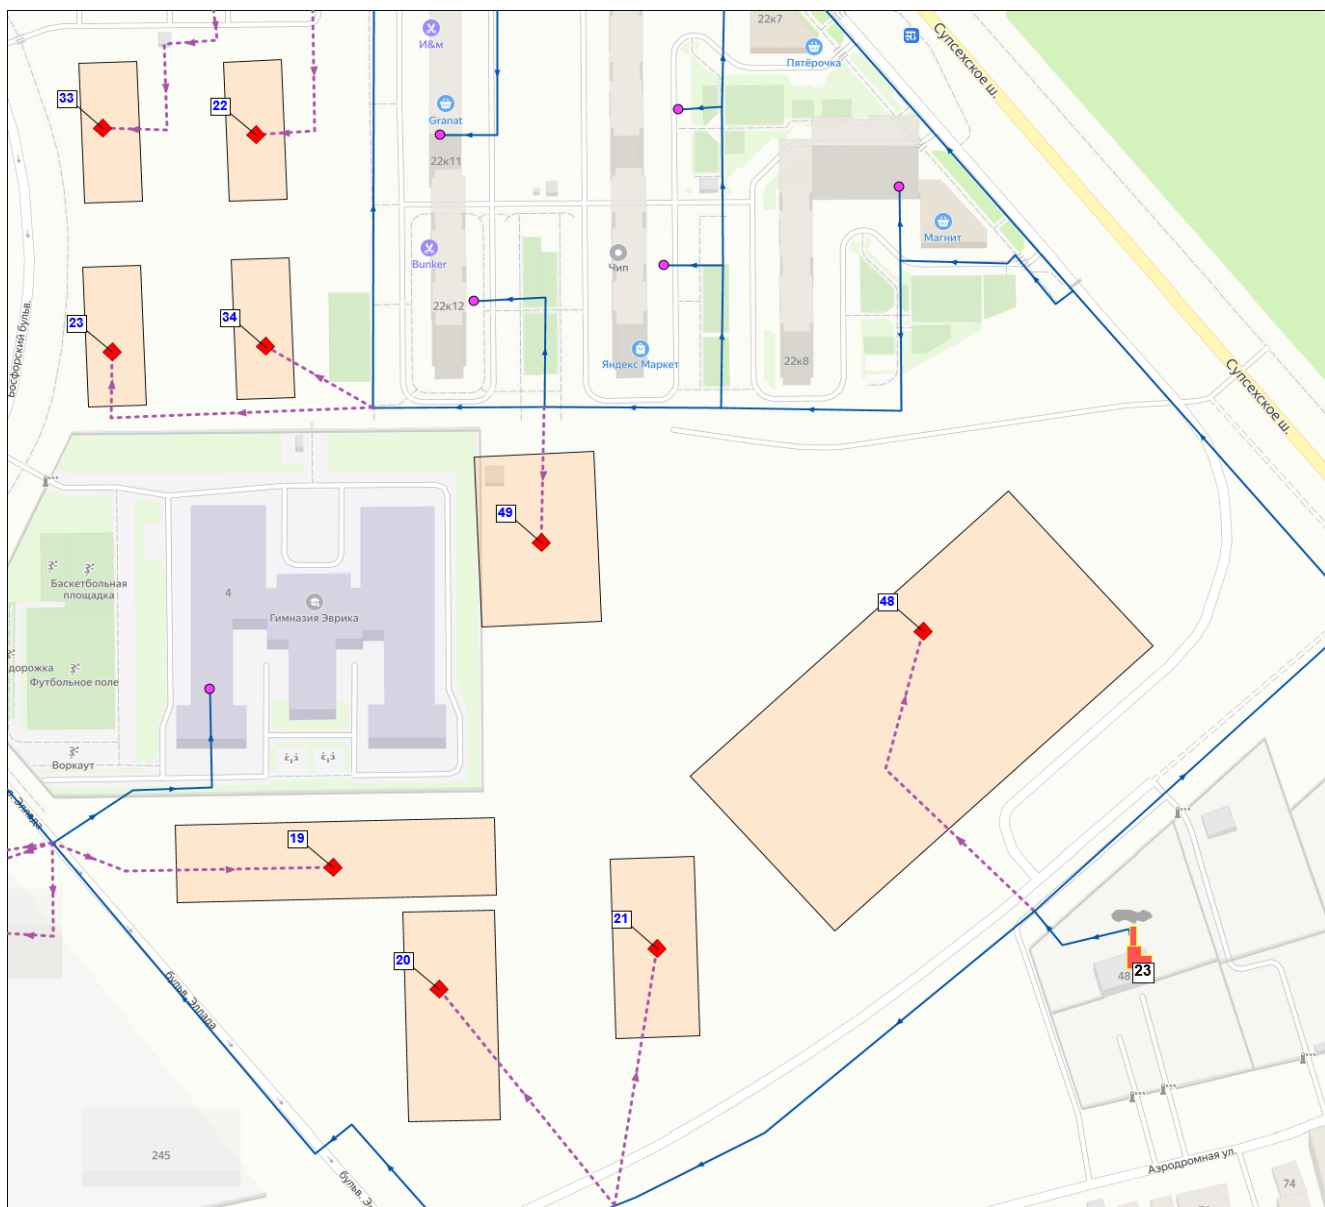 22к7
Супсехское ш.
И&м
Пятёрочка
33
22
Granat
22к11
Магнит
Bunker
Чип
22к12
34
23
Яндекс Маркет
22к8
Босфорский бульв.
Супсехское ш.
49
Баскетбольная
площадка
4
Гимназия Эврика
48
дорожка
Футбольное поле
Воркаут
в. Эллада
19
21
20
48
23
бульв. Эллада
245
бульв. Э
Аэродромная ул.
74